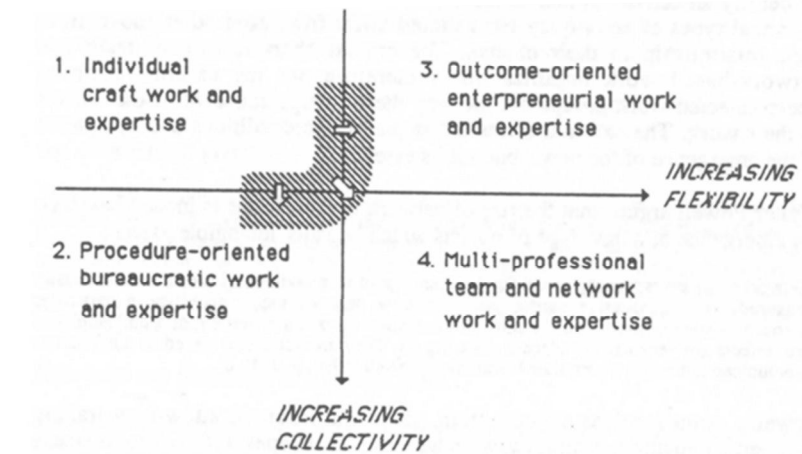 1. Individual
craft work and
expertise
3. Outcome-oriented
enterpreneurial work
and expertise
INCREASING
FLEXIBILITY
2. Procedure-oriented
bureaucratic work
and expertise
4. Multi-professional
team and network
work and expertise
INCREASING
COLLECTIVITY